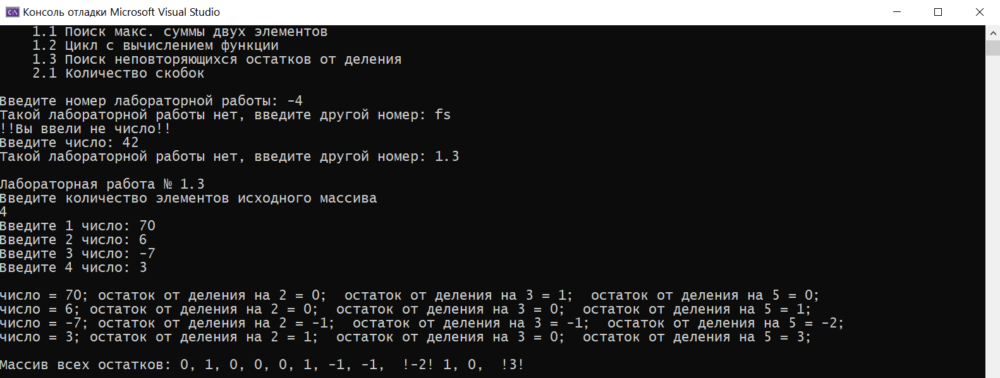 Консоль отладки Microsoft Visual Studio
1.1 Поиск макс. суммы двух элементов
1.2 Цикл с вычислением функции
1.3 Поиск неповторяющихся остатков от деления
2.1 Количество скобок
Введите номер лабораторной работы: -4
Такой лабораторной работы нет, введите другой номер: fs
!!Вы ввели не число!!
Введите число: 42
Такой лабораторной работы нет, введите другой номер: 1.3
Лабораторная работа № 1.3
Введите количество элементов исходного массива
4
Введите 1 число: 70
Введите 2 число: 6
Введите 3 число: -7
Введите 4 число: 3
число = 70; остаток от деления на 2 = 0;  остаток от деления на 3 = 1;  остаток от деления на 5 = 0;
число = 6; остаток от деления на 2 = 0;  остаток от деления на 3 = 0;  остаток от деления на 5 = 1;
число = -7; остаток от деления на 2 = -1;  остаток от деления на 3 = -1;  остаток от деления на 5 = -2;
число = 3; остаток от деления на 2 = 1;  остаток от деления на 3 = 0;  остаток от деления на 5 = 3;
Массив всех остатков: 0, 1, 0, 0, 0, 1, -1, -1,  !-2! 1, 0,  !3!